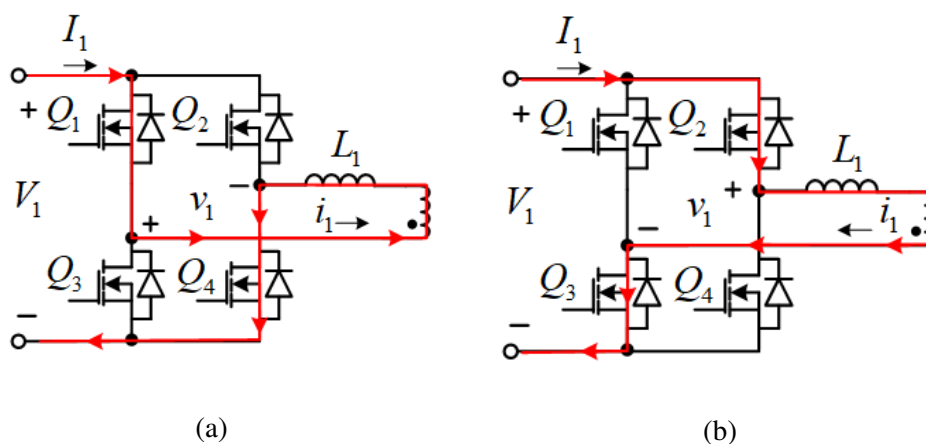 I₁
+ Q₁ Q₂
L₁
V₁ v₁ −
+ i₁
Q₃ Q₄
−
(a)
I₁
+ Q₁ Q₂
L₁
V₁ v₁ +
− i₁
Q₃ Q₄
−
(b)